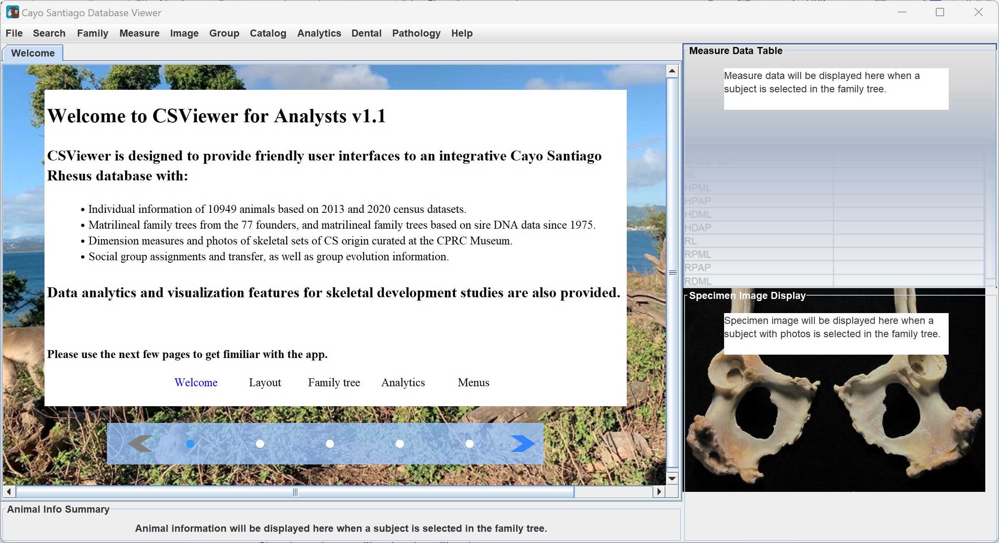 Cayo Santiago Database Viewer
File Search Family Measure Image Group Catalog Analytics Dental Pathology Help
Welcome
Welcome to CSViewer for Analysts v1.1
CSViewer is designed to provide friendly user interfaces to an integrative Cayo Santiago
Rhesus database with:
• Individual information of 10949 animals based on 2013 and 2020 census datasets.
• Matrilineal family trees from the 77 founders, and matrilineal family trees based on sire DNA data since 1975.
• Dimension measures and photos of skeletal sets of CS origin curated at the CPRC Museum.
• Social group assignments and transfer, as well as group evolution information.
Data analytics and visualization features for skeletal development studies are also provided.
Please use the next few pages to get fimiliar with the app.
Welcome Layout Family tree Analytics Menus
Animal Info Summary
Animal information will be displayed here when a subject is selected in the family tree.
Measure Data Table
Measure data will be displayed here when a
subject is selected in the family tree.
Al-MxF sut
HL
HPML
HPAP
HDML
HDAP
RL
RPML
RPAP
RDML
Specimen Image Display
Specimen image will be displayed here when a
subject with photos is selected in the family tree.